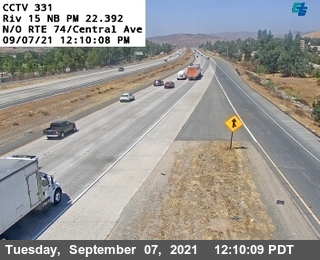 CCTV 331
Riv 15 NB PM 22.392
N/O RTE 74/Central Ave
09/07/21 12:10:08 PM
Tuesday, September 07, 2021 12:10:09 PDT